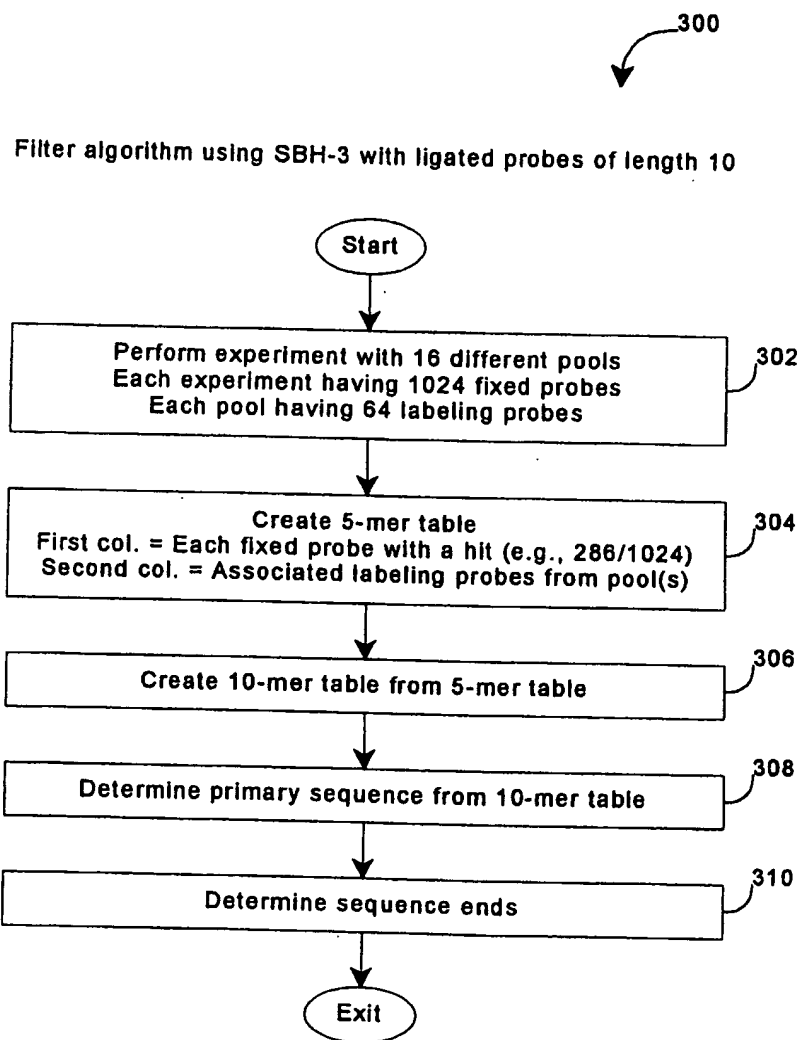 300
Filter algorithm using SBH-3 with ligated probes of length 10
Start
Perform experiment with 16 different pools
Each experiment having 1024 fixed probes
Each pool having 64 labeling probes
302
Create 5-mer table
First col. = Each fixed probe with a hit (e.g., 286/1024)
Second col. = Associated labeling probes from pool(s)
304
Create 10-mer table from 5-mer table
306
Determine primary sequence from 10-mer table
308
Determine sequence ends
310
Exit